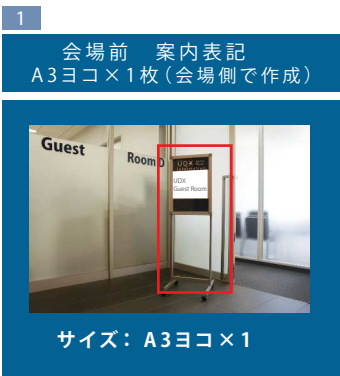 1
会場前　案内表記
A3ヨコ×1枚（会場側で作成）
Guest
Room D
UDX
UDX
Guest Room
サイズ： A3ヨコ×1